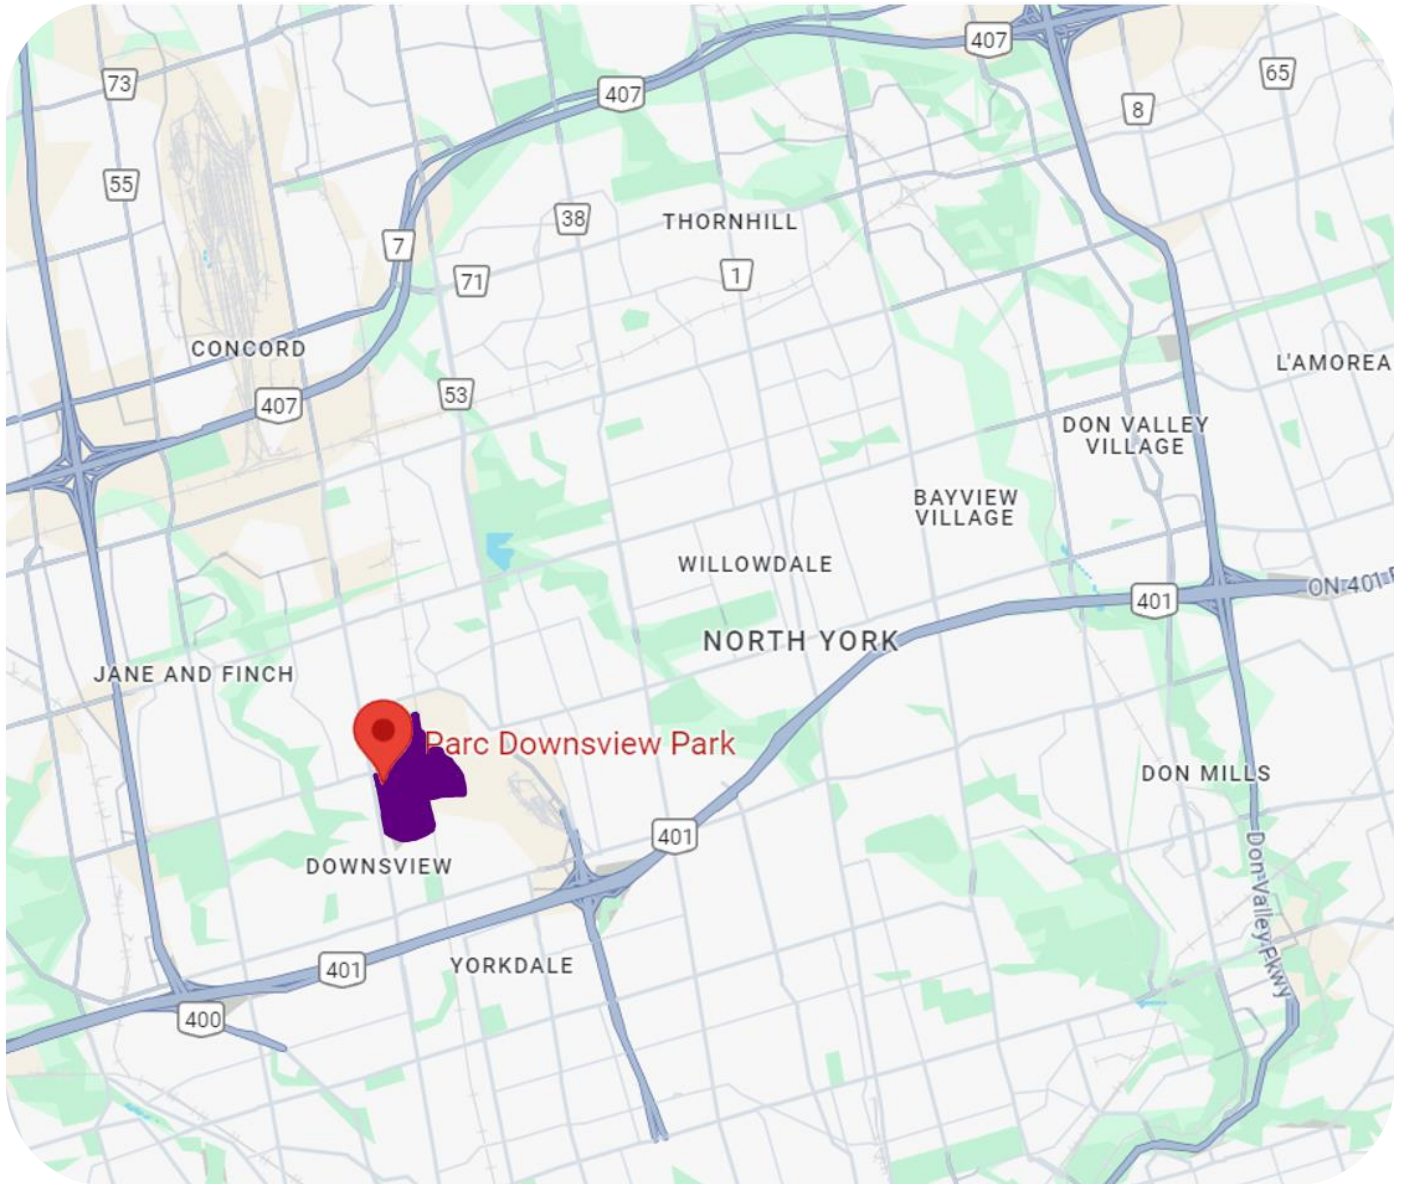 407
73
65
407
8
55
38
THORNHILL
7
1
71
CONCORD
L'AMOREA
53
407
DON VALLEY
VILLAGE
BAYVIEW
VILLAGE
WILLOWDALE
ON 401 E
401
NORTH YORK
JANE AND FINCH
Parc Downsview Park
DON MILLS
401
DOWNSVIEW
Don Valley Pkwy
YORKDALE
401
400